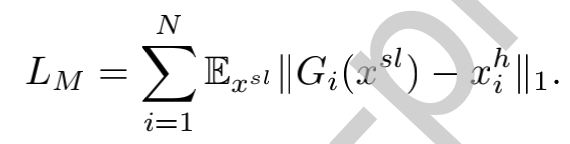 $L_M = \sum_{i=1}^{N} \mathbb{E}_{x^{sl}} \| G_i(x^{sl}) - x_i^h \|_1.$